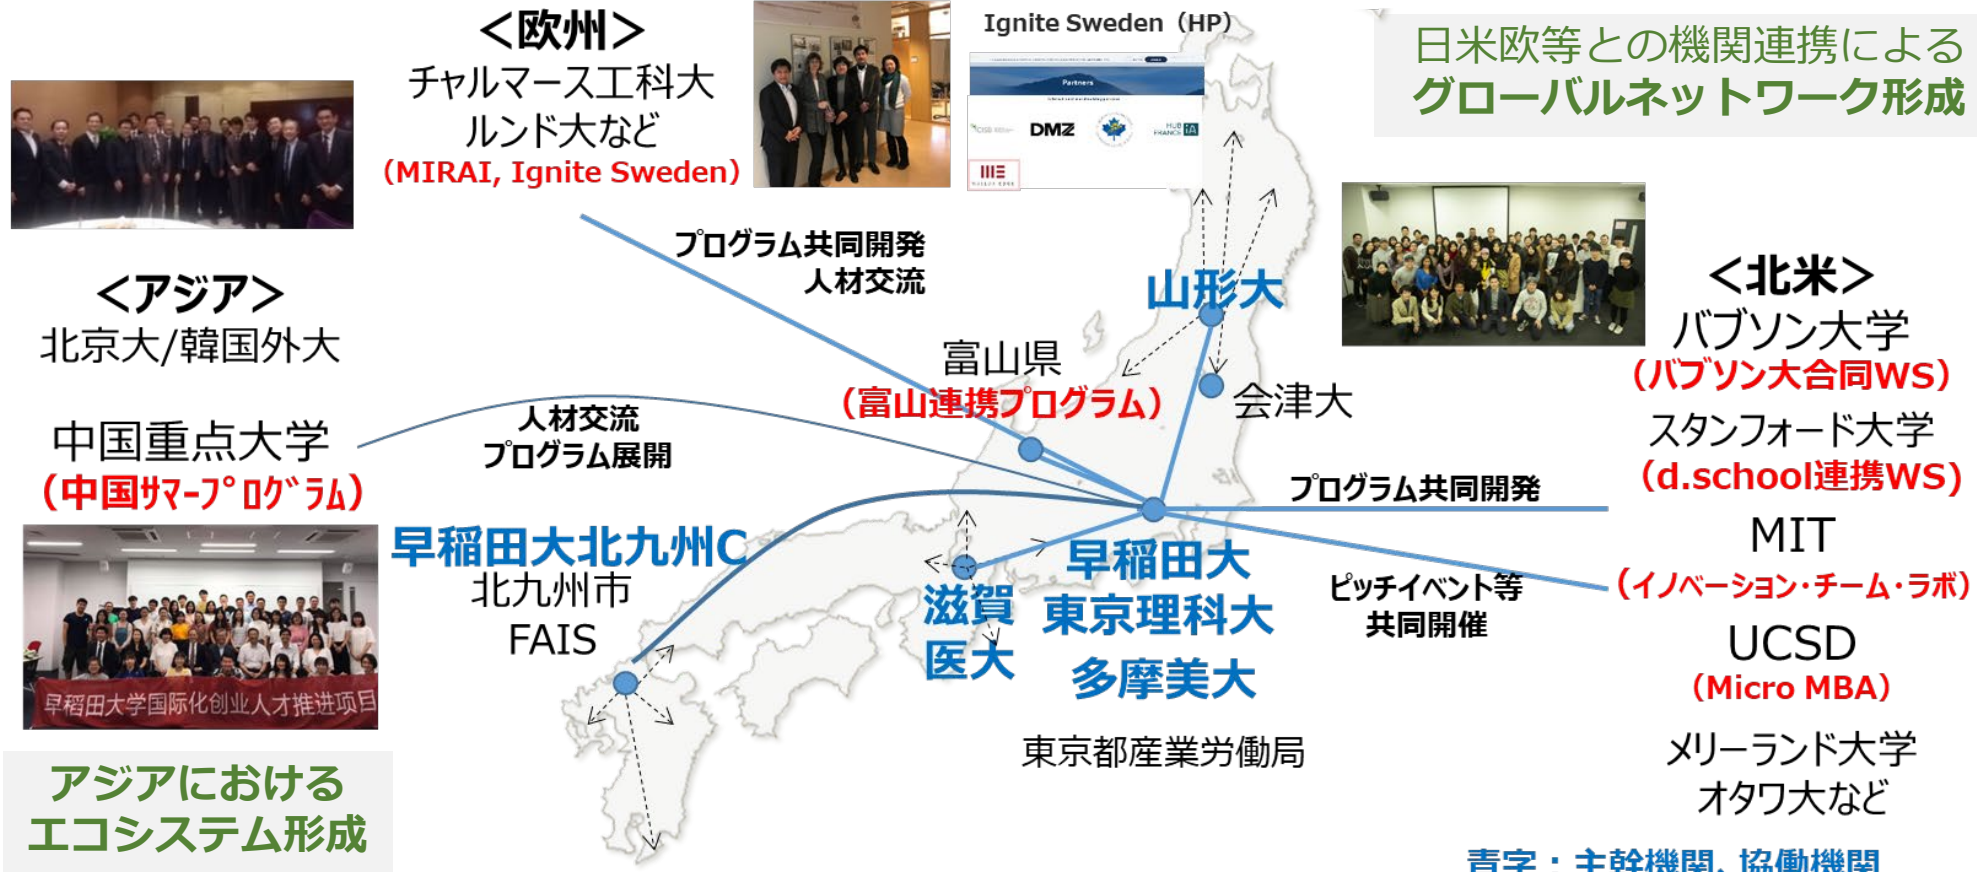 <欧州>
チャルマース工科大
ルンド大など
(MIRAI, Ignite Sweden)
Ignite Sweden(HP)
Partners
DMZ
HUB
FRANCE iA
日米欧等との機関連携による
グローバルネットワーク形成
プログラム共同開発
人材交流
<アジア>
北京大/韓国外大
中国重点大学
(中国ｻﾏｰﾌﾟﾛｸﾞﾗﾑ)
人材交流
プログラム展開
早稲田大学国际化创业人才推进项目
アジアにおける
エコシステム形成
山形大
富山県
(富山連携プログラム)
会津大
早稲田大北九州C
北九州市
FAIS
滋賀
医大
早稲田大
東京理科大
多摩美大
東京都産業労働局
プログラム共同開発
ピッチイベント等
共同開催
<北米>
バブソン大学
(バブソン大合同WS)
スタンフォード大学
(d.school連携WS)
MIT
(イノベーション・チーム・ラボ)
UCSD
(Micro MBA)
メリーランド大学
オタワ大など
青字：主幹機関、協働機関